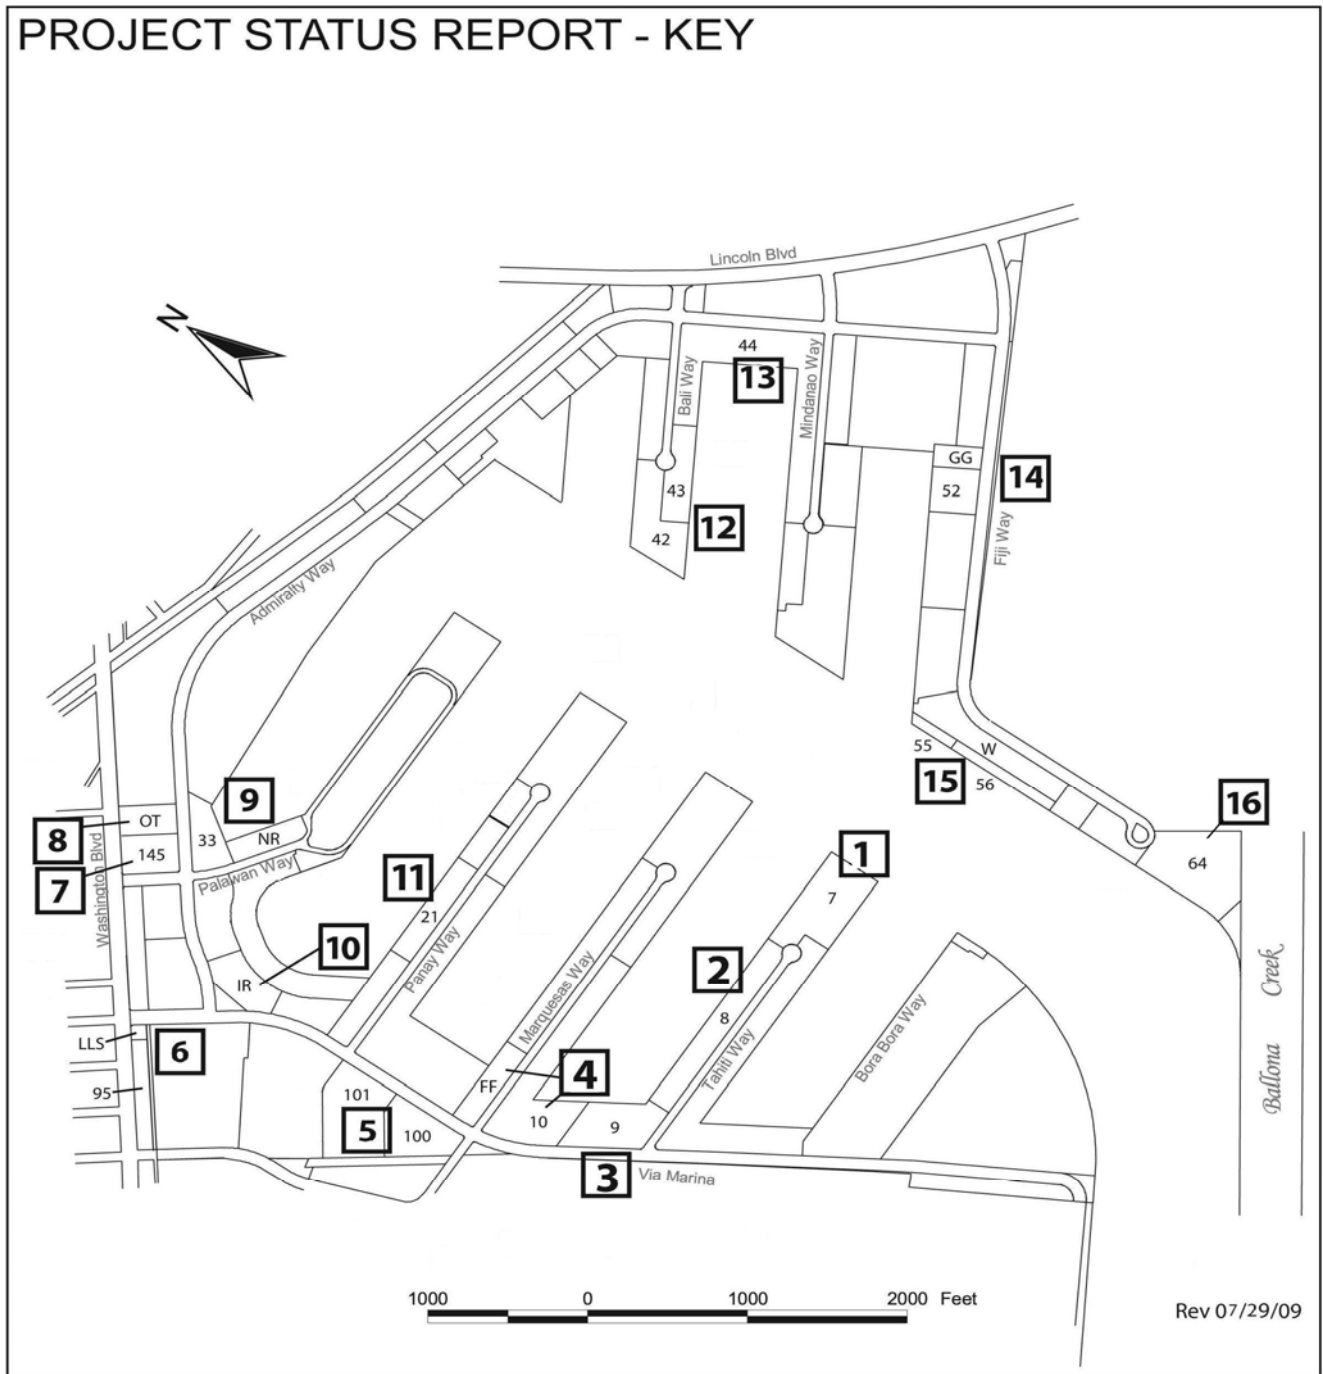 PROJECT STATUS REPORT - KEY
Lincoln Blvd
N
44
13
Bali Way
Mindanao Way
GG
14
43
52
12
42
Fiji Way
Admiralty Way
55
W
15
56
9
16
8
OT
33
NR
1
7
145
Palawan Way
Washington Blvd
11
64
7
21
10
Panay Way
2
IR
Marquesas Way
8
Ballona Creek
Bora Bora Way
Tahiti Way
LLS
6
4
FF
95
101
5
100
10
9
3
Via Marina
1000 0 1000 2000 Feet
Rev 07/29/09